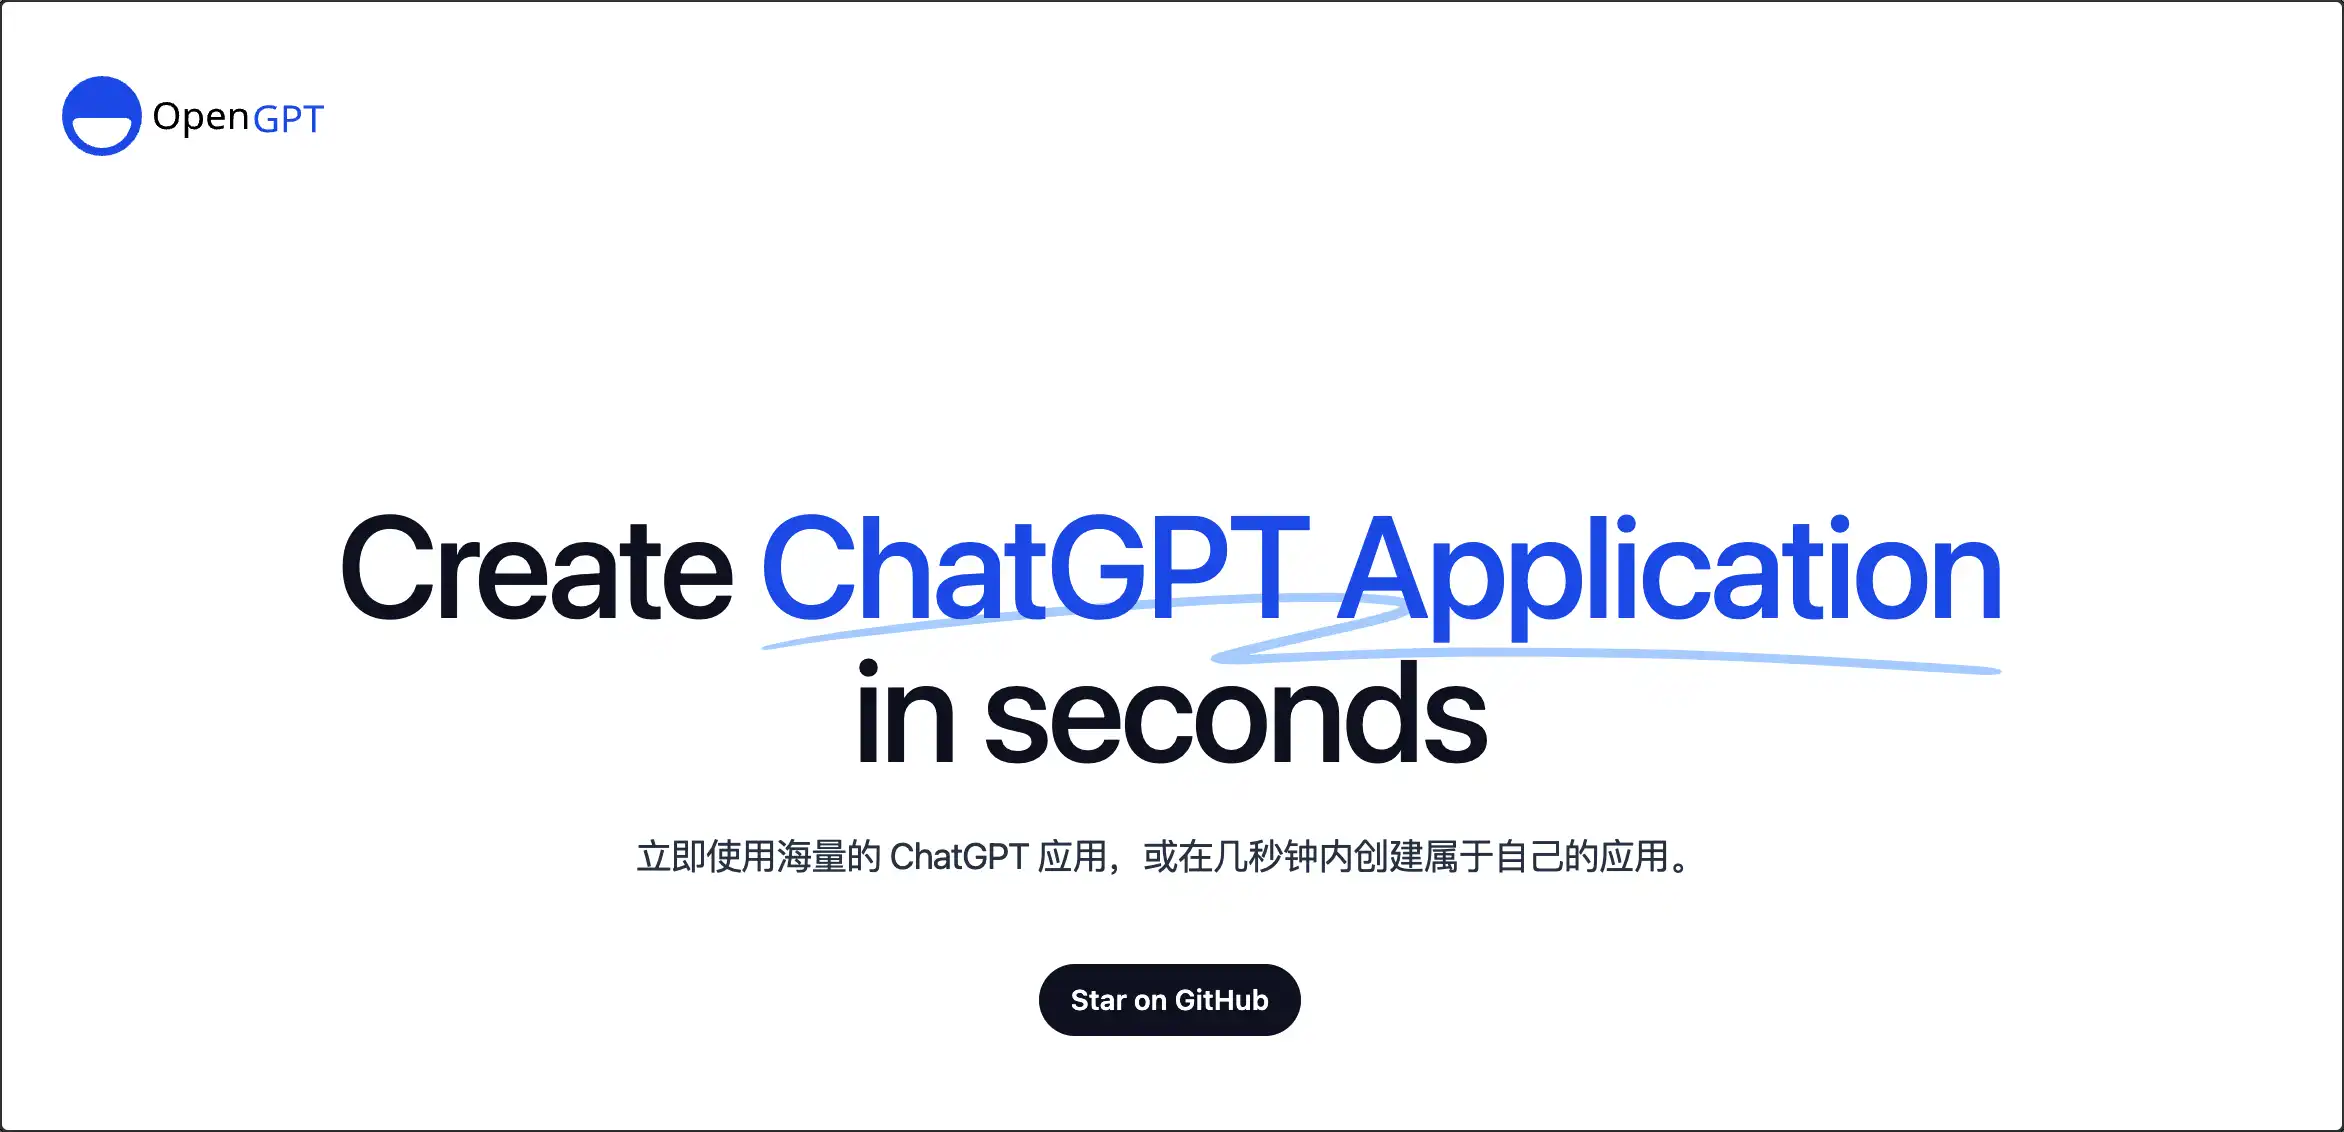 OpenGPT
Create ChatGPT Application
in seconds
立即使用海量的 ChatGPT 应用，或在几秒钟内创建属于自己的应用。
Star on GitHub